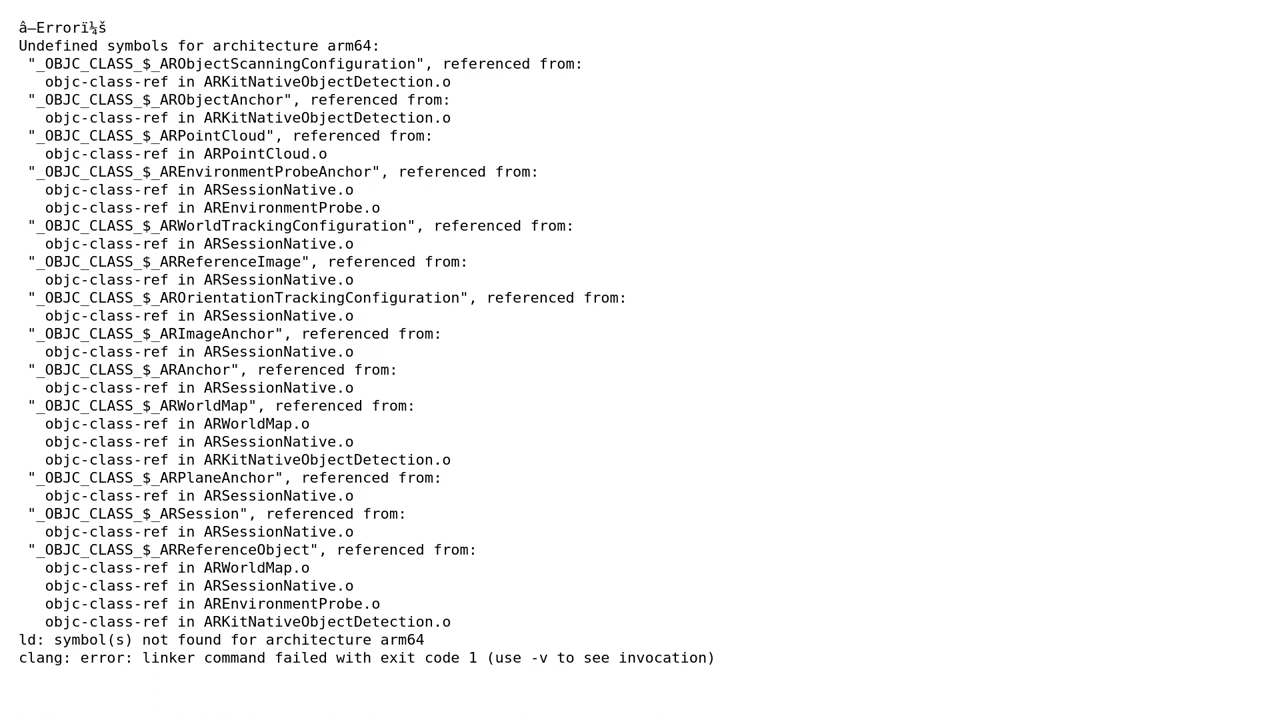 â—Errorï¼š
Undefined symbols for architecture arm64:
"_OBJC_CLASS_$_ARObjectScanningConfiguration", referenced from:
objc-class-ref in ARKitNativeObjectDetection.o
"_OBJC_CLASS_$_ARObjectAnchor", referenced from:
objc-class-ref in ARKitNativeObjectDetection.o
"_OBJC_CLASS_$_ARPointCloud", referenced from:
objc-class-ref in ARPointCloud.o
"_OBJC_CLASS_$_AREnvironmentProbeAnchor", referenced from:
objc-class-ref in ARSessionNative.o
objc-class-ref in AREnvironmentProbe.o
"_OBJC_CLASS_$_ARWorldTrackingConfiguration", referenced from:
objc-class-ref in ARSessionNative.o
"_OBJC_CLASS_$_ARReferenceImage", referenced from:
objc-class-ref in ARSessionNative.o
"_OBJC_CLASS_$_AROrientationTrackingConfiguration", referenced from:
objc-class-ref in ARSessionNative.o
"_OBJC_CLASS_$_ARImageAnchor", referenced from:
objc-class-ref in ARSessionNative.o
"_OBJC_CLASS_$_ARAnchor", referenced from:
objc-class-ref in ARSessionNative.o
"_OBJC_CLASS_$_ARWorldMap", referenced from:
objc-class-ref in ARWorldMap.o
objc-class-ref in ARSessionNative.o
objc-class-ref in ARKitNativeObjectDetection.o
"_OBJC_CLASS_$_ARPlaneAnchor", referenced from:
objc-class-ref in ARSessionNative.o
"_OBJC_CLASS_$_ARSession", referenced from:
objc-class-ref in ARSessionNative.o
"_OBJC_CLASS_$_ARReferenceObject", referenced from:
objc-class-ref in ARWorldMap.o
objc-class-ref in ARSessionNative.o
objc-class-ref in AREnvironmentProbe.o
objc-class-ref in ARKitNativeObjectDetection.o
ld: symbol(s) not found for architecture arm64
clang: error: linker command failed with exit code 1 (use -v to see invocation)